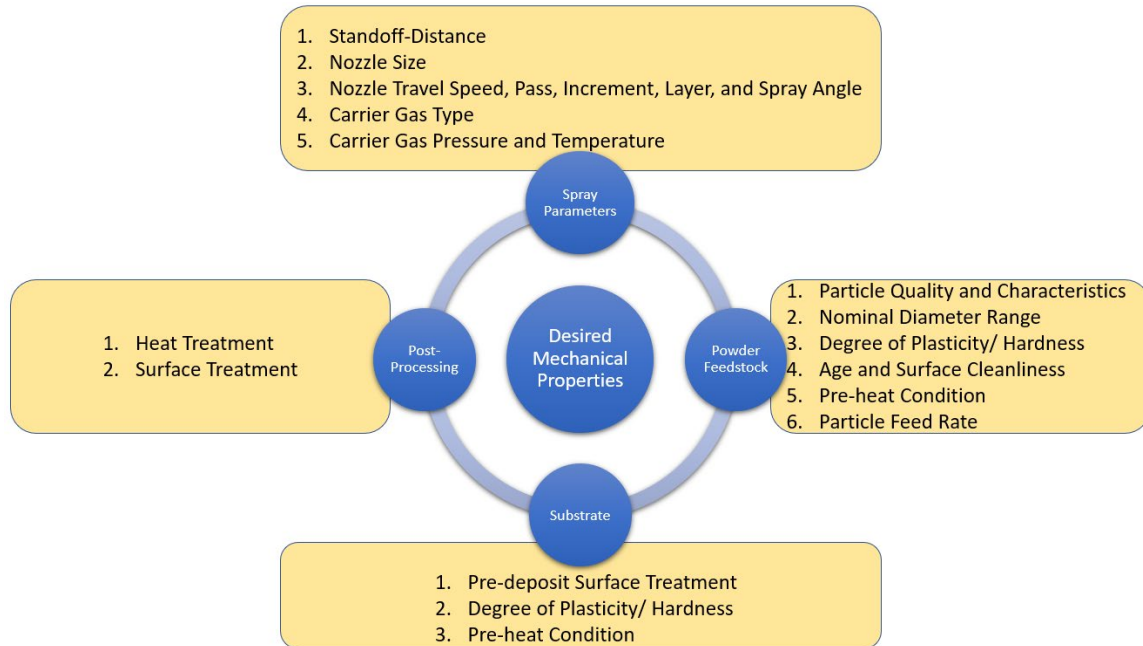 1. Standoff-Distance
2. Nozzle Size
3. Nozzle Travel Speed, Pass, Increment, Layer, and Spray Angle
4. Carrier Gas Type
5. Carrier Gas Pressure and Temperature
Spray
Parameters
1. Heat Treatment
2. Surface Treatment
Post-
Processing
Desired
Mechanical
Properties
Powder
Feedstock
1. Particle Quality and Characteristics
2. Nominal Diameter Range
3. Degree of Plasticity/ Hardness
4. Age and Surface Cleanliness
5. Pre-heat Condition
6. Particle Feed Rate
Substrate
1. Pre-deposit Surface Treatment
2. Degree of Plasticity/ Hardness
3. Pre-heat Condition